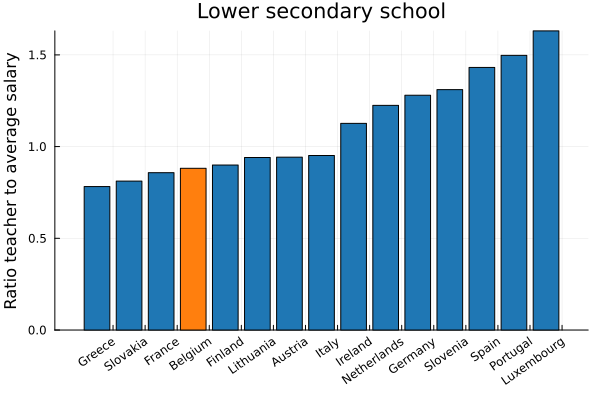 Lower secondary school
Ratio teacher to average salary
1.5
1.0
0.5
0.0
Greece
Slovakia
France
Belgium
Finland
Lithuania
Austria
Italy
Ireland
Netherlands
Germany
Slovenia
Spain
Portugal
Luxembourg